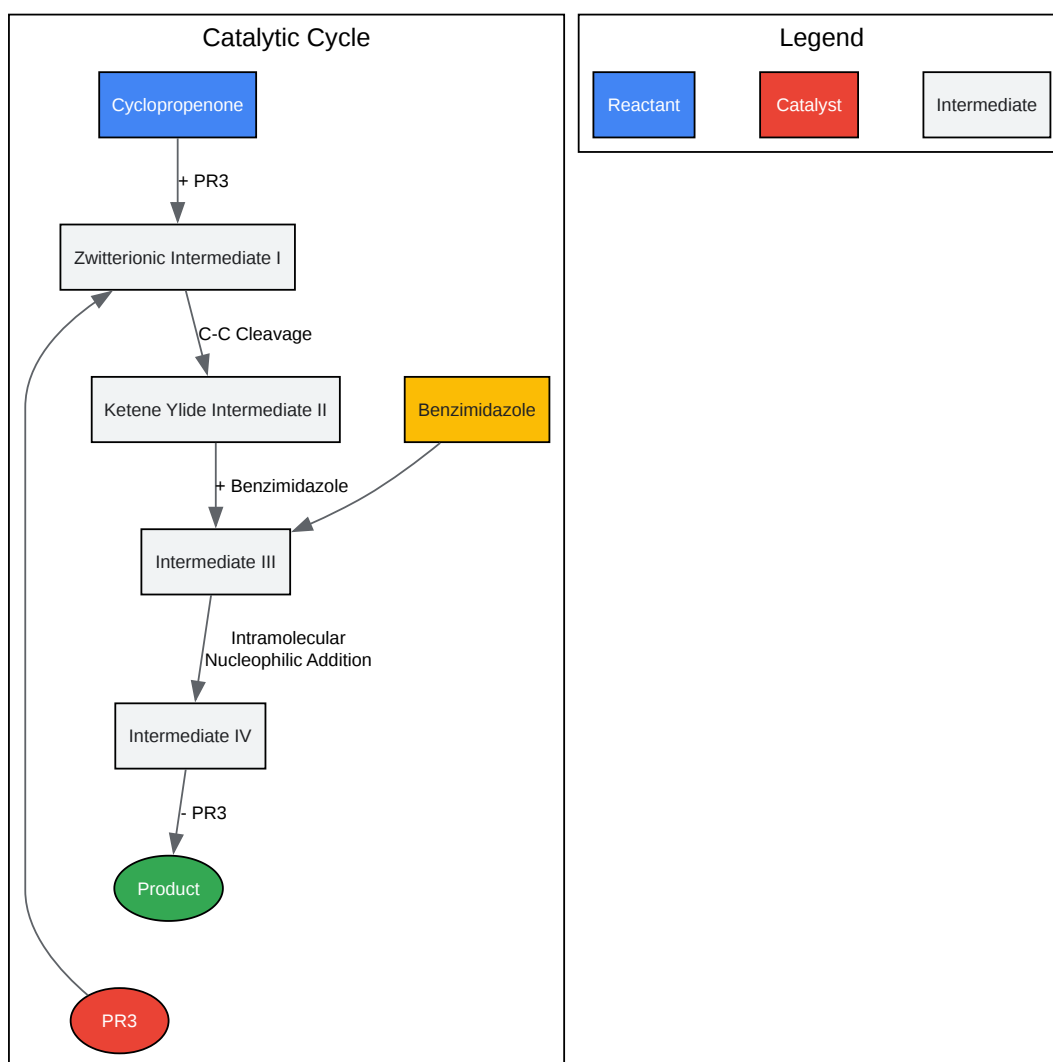 Catalytic Cycle
Cyclopropenone
+ PR3
Zwitterionic Intermediate I
C-C Cleavage
Ketene Ylide Intermediate II
Benzimidazole
+ Benzimidazole
Intermediate III
Intramolecular
Nucleophilic Addition
Intermediate IV
- PR3
Product
PR3
Legend
Reactant
Catalyst
Intermediate